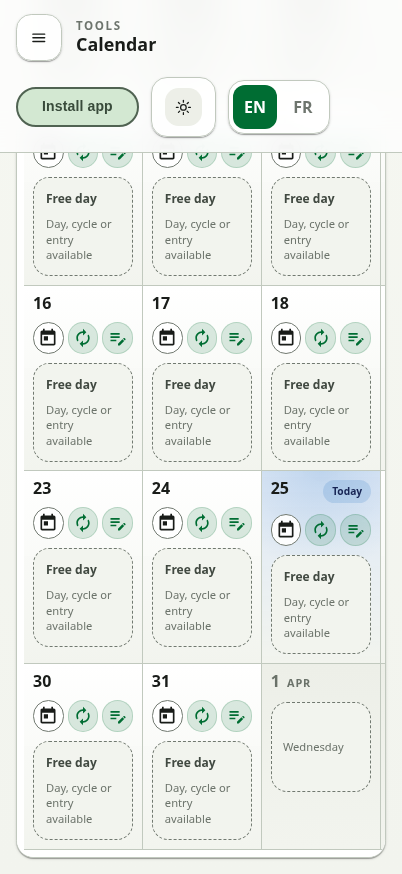 TOOLS
Calendar
Install app
EN FR
Free day Free day Free day
Day, cycle or Day, cycle or Day, cycle or
entry entry entry
available available available
16 17 18
Free day Free day Free day
Day, cycle or Day, cycle or Day, cycle or
entry entry entry
available available available
23 24 25 Today
Free day Free day Free day
Day, cycle or Day, cycle or Day, cycle or
entry entry entry
available available available
30 31 1 APR
Free day Free day
Wednesday
Day, cycle or Day, cycle or
entry entry
available available